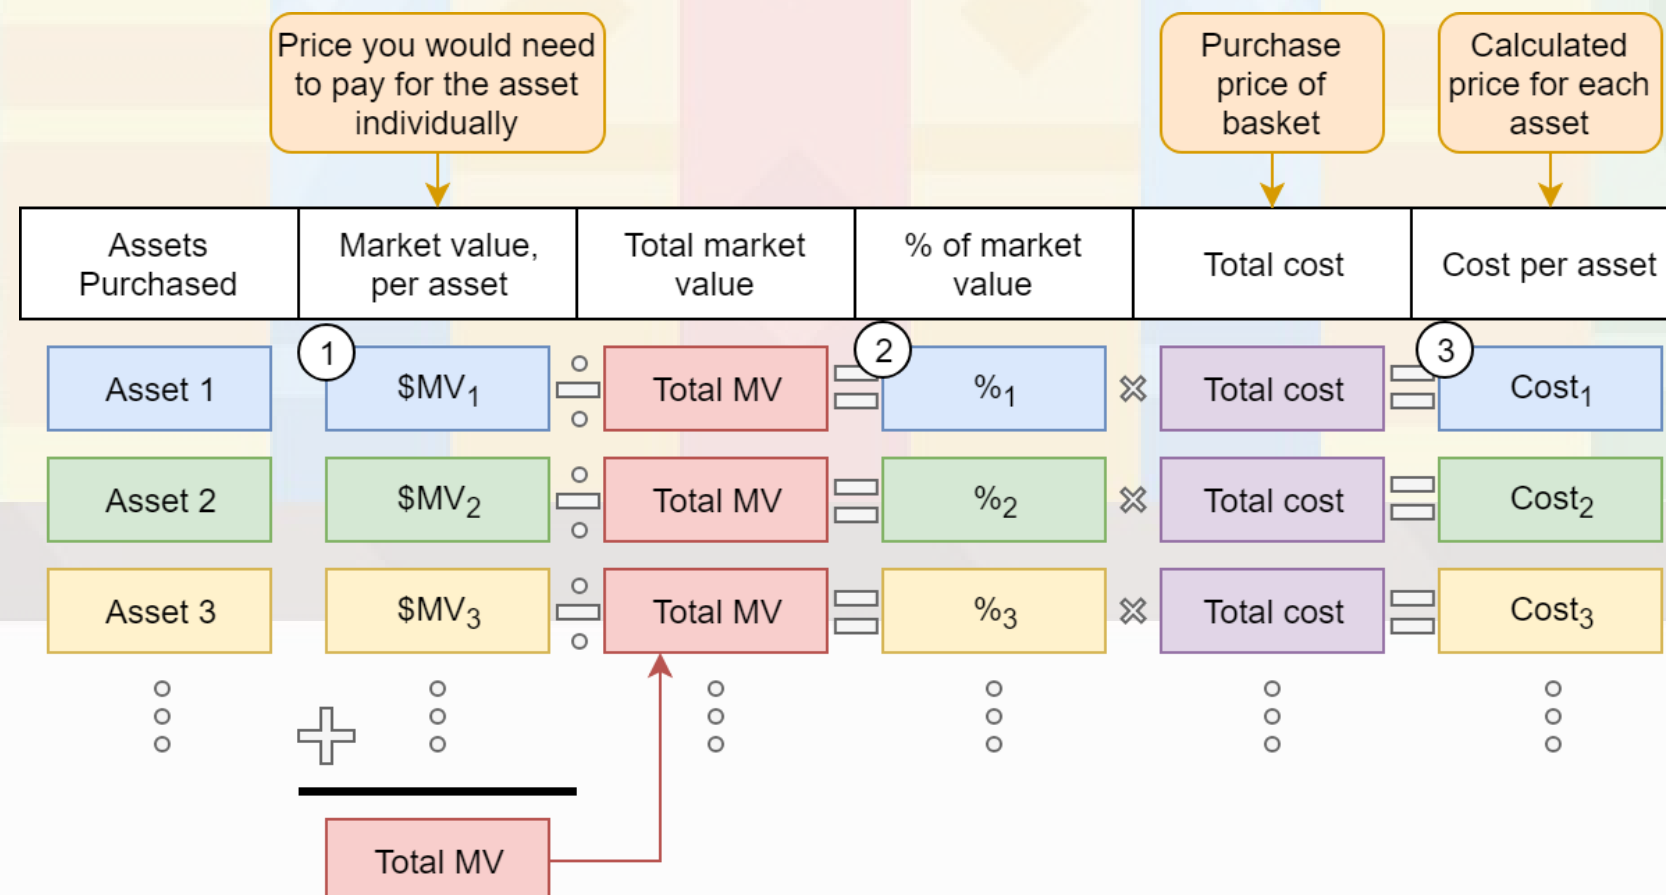 Price you would need
to pay for the asset
individually
Purchase
price of
basket
Calculated
price for each
asset
Assets
Purchased
Market value,
per asset
Total market
value
% of market
value
Total cost
Cost per asset
1
2
3
Asset 1
$MV₁
Total MV
%₁
Total cost
Cost₁
Asset 2
$MV₂
Total MV
%₂
Total cost
Cost₂
Asset 3
$MV₃
Total MV
%₃
Total cost
Cost₃
Total MV